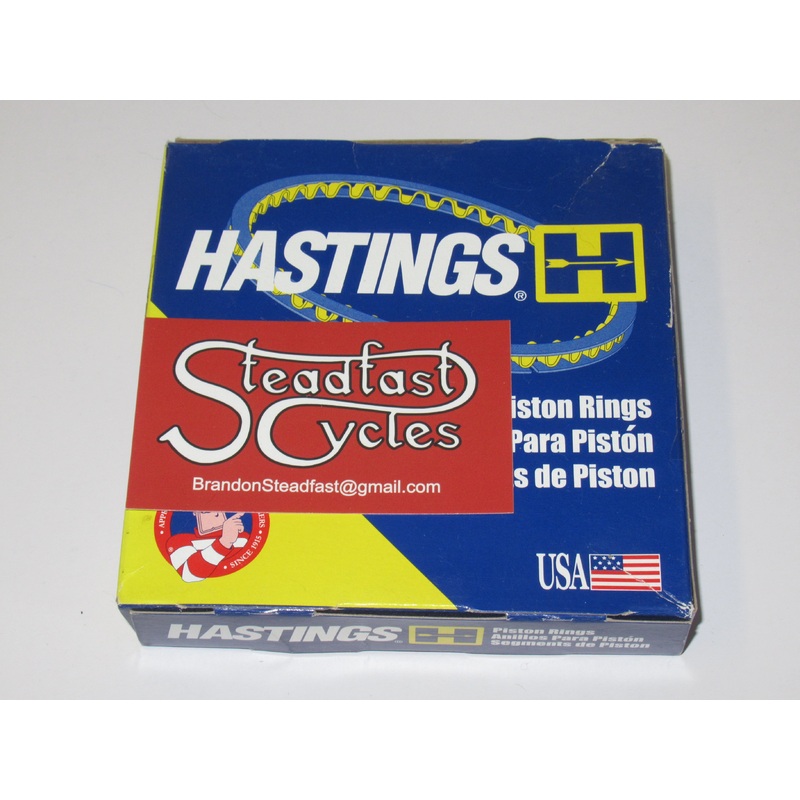 HASTINGS® H
Steadfast
Cycles
BrandonSteadfast@gmail.com
iston Rings
Para Pistón
s de Piston
SINCE 1915
USA
HASTINGS H
Piston Rings
Anillos Para Pistón
Segments de Piston